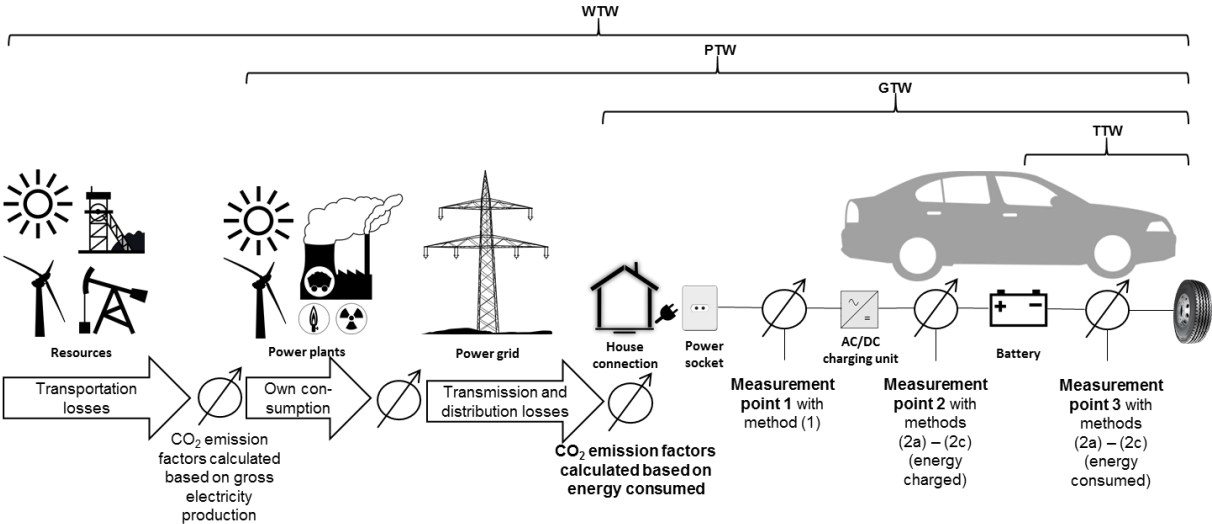 WTW
PTW
GTW
TTW
Resources
Power plants
Power grid
House
connection
Power
socket
AC/DC
charging unit
Battery
Transportation
losses
Own con-
sumption
Transmission and
distribution losses
CO₂ emission
factors calculated
based on gross
electricity
production
CO₂ emission factors
calculated based on
energy consumed
Measurement
point 1 with
method (1)
Measurement
point 2 with
methods
(2a) – (2c)
(energy
charged)
Measurement
point 3 with
methods
(2a) – (2c)
(energy
consumed)